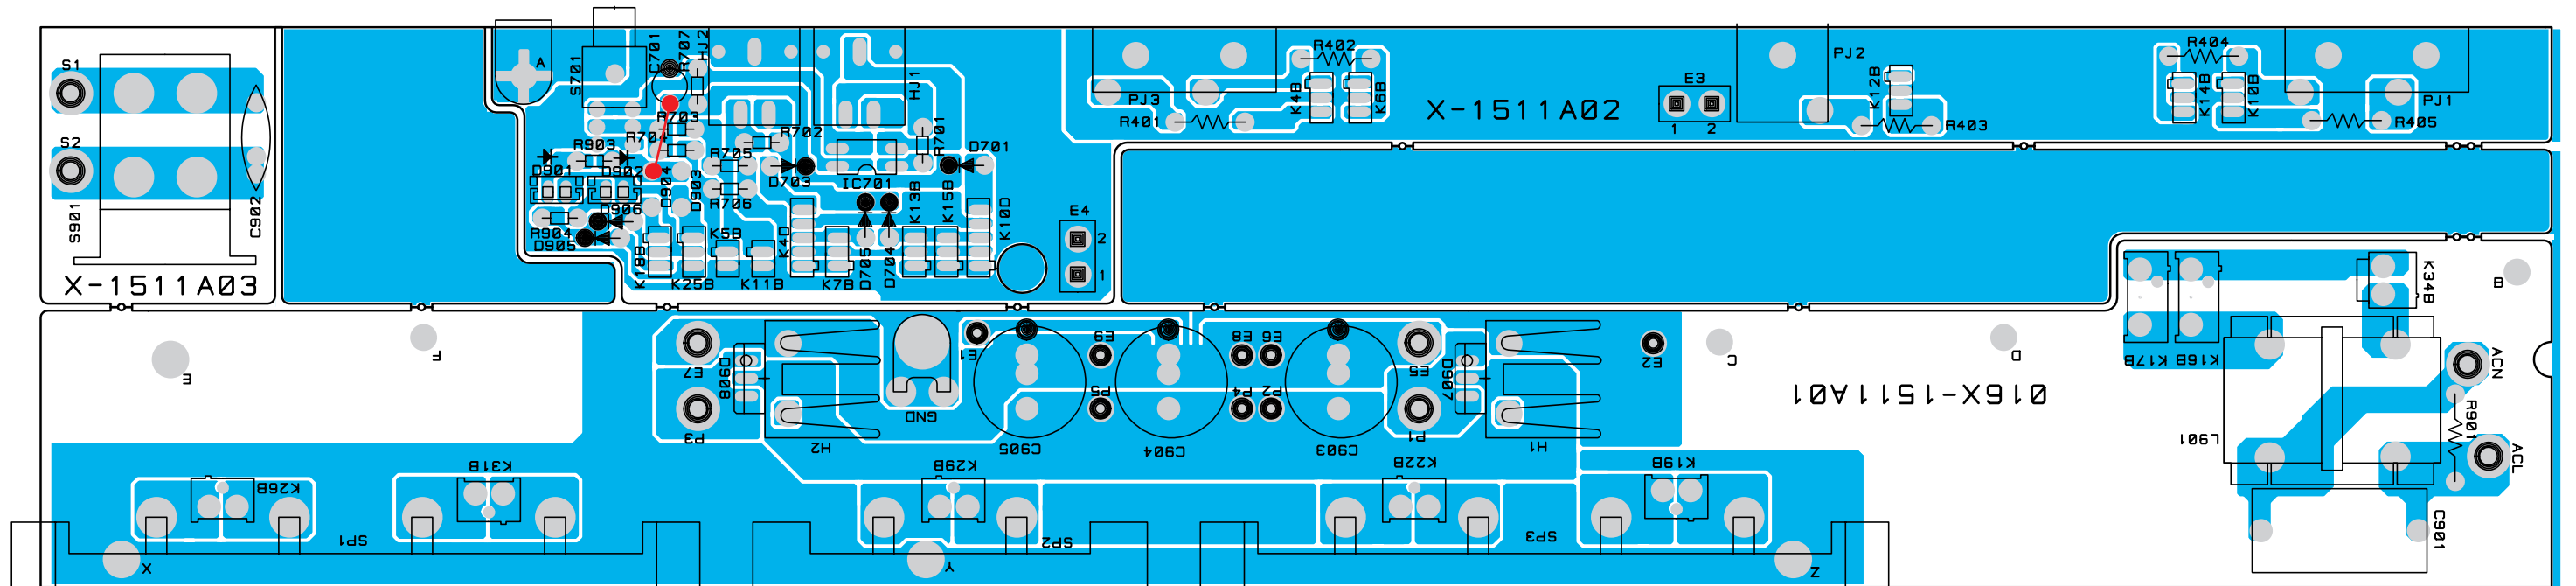 S1
S2
S901
C902
X-1511A03
A
S701
C701
R707
HJ2
HJ1
R703
R704
R702
R701
R903
D901
D902
R705
D703
IC701
D701
D904
D903
R706
D906
R904
D905
K18B
K25B
K5B
K11B
K4D
K7B
D705
D704
K13B
K15B
K10D
E4
2
1
PJ3
R402
R401
K4B
K6B
X-1511A02
E3
1 2
PJ2
K12B
R403
R404
K14B
K10B
PJ1
R405
E
F
E7
P3
D908
H2
GND
E1
C905
E9
P5
C904
E8
E6
P4
P2
C903
E5
P1
D907
H1
E2
C
D
016X-1511A01
K17B
K16B
K34B
B
L901
ACN
R901
ACL
C901
K26B
K31B
K29B
K22B
K19B
SP1
SP2
SP3
X
Y
Z